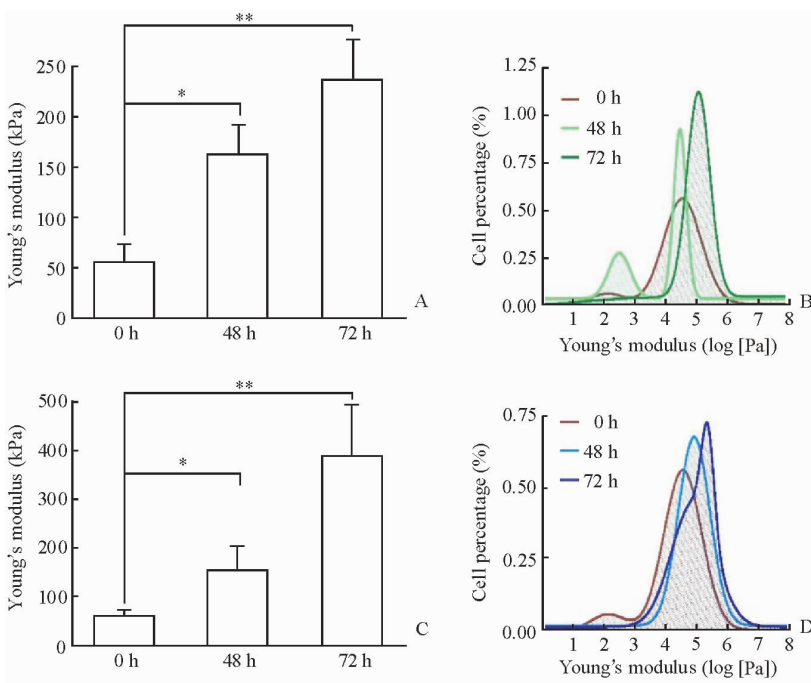 **
250
200
150
100
50
0
*
Young's modulus (kPa)
0 h 48 h 72 h
A
1.25
1.00
0.75
0.50
0.25
0.00
Cell percentage (%)
0 h
48 h
72 h
1 2 3 4 5 6 7 8
Young's modulus (log [Pa])
B
**
500
400
300
200
100
0
*
Young's modulus (kPa)
0 h 48 h 72 h
C
0.75
0.50
0.25
0.00
Cell percentage (%)
0 h
48 h
72 h
1 2 3 4 5 6 7 8
Young's modulus (log [Pa])
D